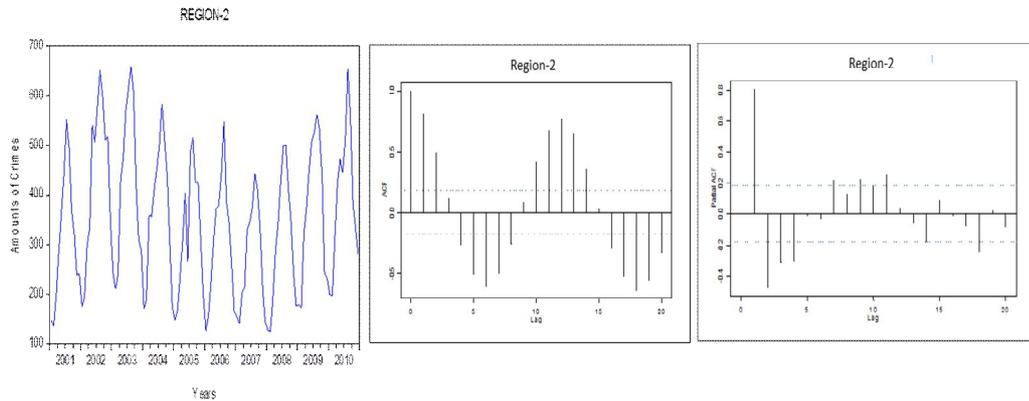 REGION-2
Amounts of Crimes
700
600
500
400
300
200
100
2001 2002 2003 2004 2005 2006 2007 2008 2009 2010
Years
Region-2
ACF
1.0
0.5
0.0
-0.5
0 5 10 15 20
Lag
Region-2
Partial ACF
0.8
0.6
0.4
0.2
0.0
-0.2
-0.4
0 5 10 15 20
Lag